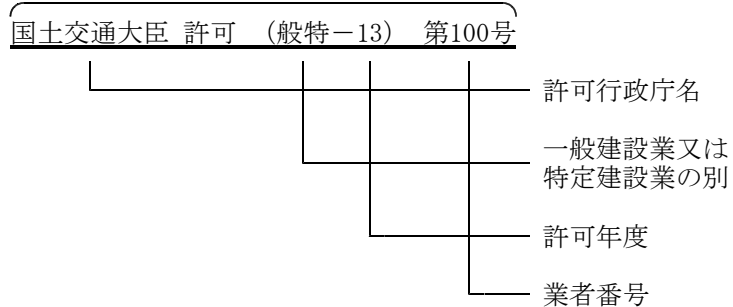 国土交通大臣 許可 （般特－13） 第100号
許可行政庁名
一般建設業又は
特定建設業の別
許可年度
業者番号